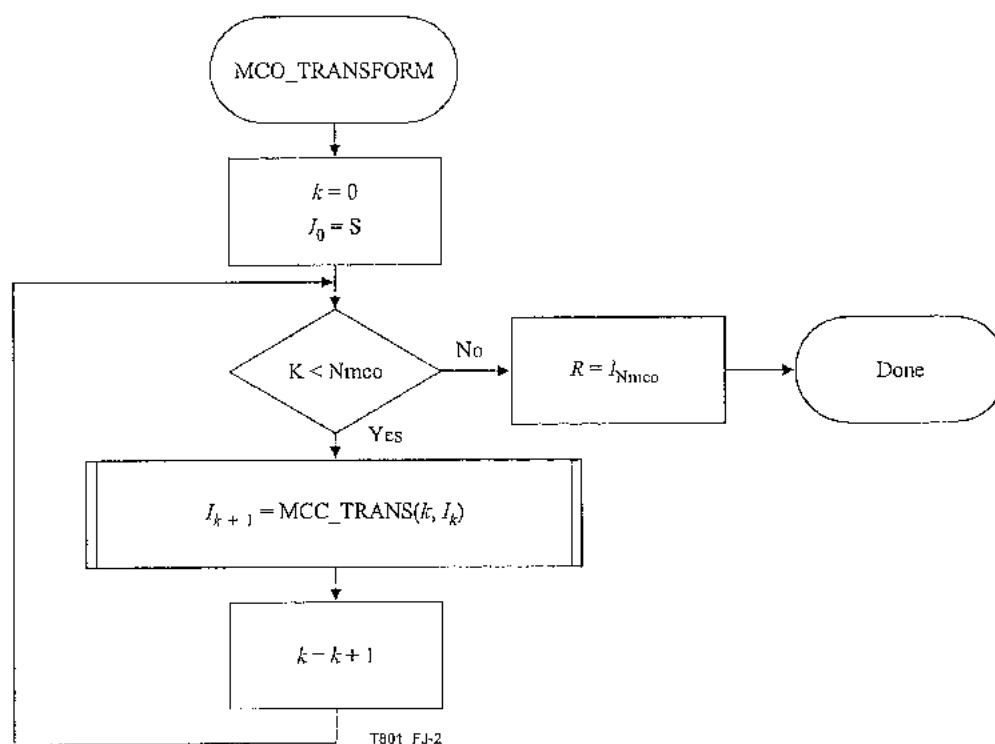 MCO_TRANSFORM
k = 0
I0 = S
K < Nmco
No
R = INmco
Done
YES
Ik + 1 = MCC_TRANS(k, Ik)
k = k + 1
T801_FJ-2